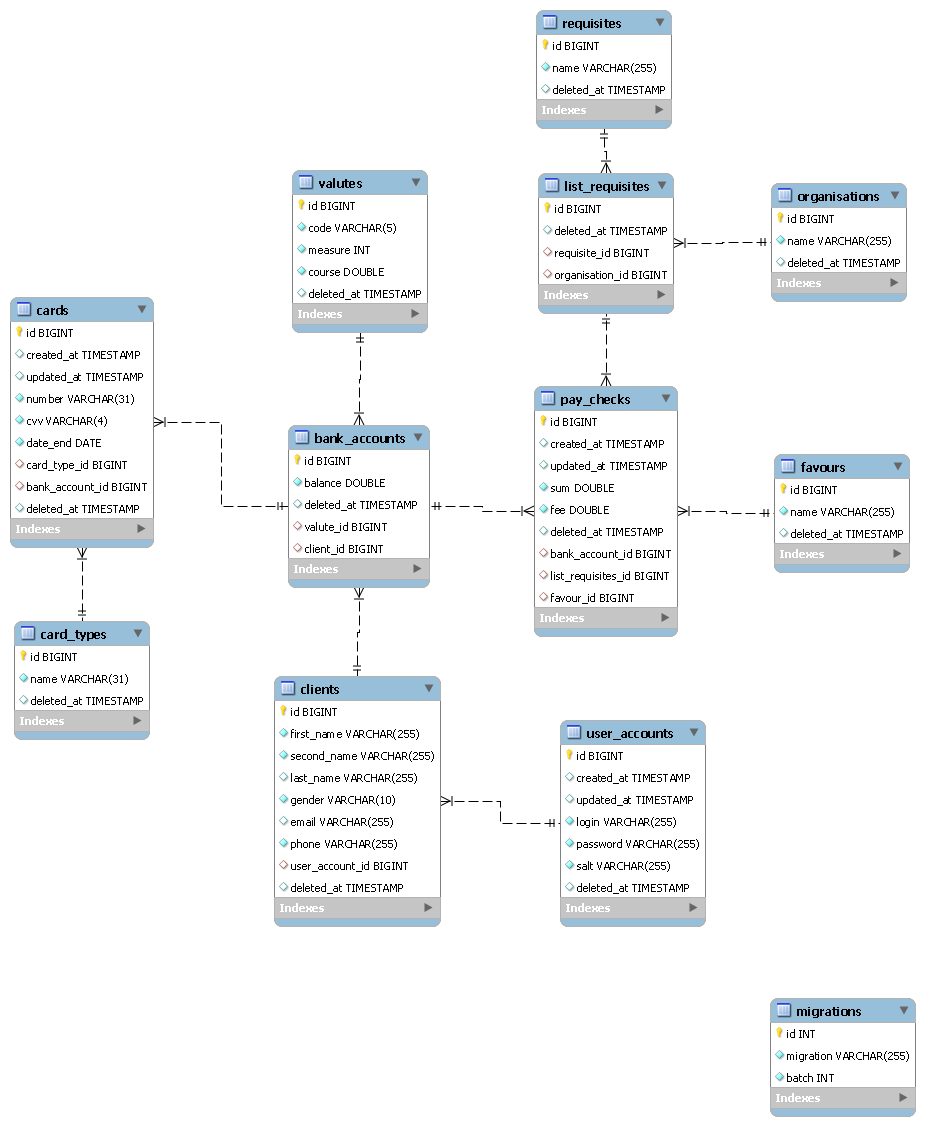 requisites
id BIGINT
name VARCHAR(255)
deleted_at TIMESTAMP
Indexes
valutes
id BIGINT
code VARCHAR(5)
measure INT
course DOUBLE
deleted_at TIMESTAMP
Indexes
list_requisites
id BIGINT
deleted_at TIMESTAMP
requisite_id BIGINT
organisation_id BIGINT
Indexes
organisations
id BIGINT
name VARCHAR(255)
deleted_at TIMESTAMP
Indexes
cards
id BIGINT
created_at TIMESTAMP
updated_at TIMESTAMP
number VARCHAR(31)
cvv VARCHAR(4)
date_end DATE
card_type_id BIGINT
bank_account_id BIGINT
deleted_at TIMESTAMP
Indexes
bank_accounts
id BIGINT
balance DOUBLE
deleted_at TIMESTAMP
valute_id BIGINT
client_id BIGINT
Indexes
pay_checks
id BIGINT
created_at TIMESTAMP
updated_at TIMESTAMP
sum DOUBLE
fee DOUBLE
deleted_at TIMESTAMP
bank_account_id BIGINT
list_requisites_id BIGINT
favour_id BIGINT
Indexes
favours
id BIGINT
name VARCHAR(255)
deleted_at TIMESTAMP
Indexes
card_types
id BIGINT
name VARCHAR(31)
deleted_at TIMESTAMP
Indexes
clients
id BIGINT
first_name VARCHAR(255)
second_name VARCHAR(255)
last_name VARCHAR(255)
gender VARCHAR(10)
email VARCHAR(255)
phone VARCHAR(255)
user_account_id BIGINT
deleted_at TIMESTAMP
Indexes
user_accounts
id BIGINT
created_at TIMESTAMP
updated_at TIMESTAMP
login VARCHAR(255)
password VARCHAR(255)
salt VARCHAR(255)
deleted_at TIMESTAMP
Indexes
migrations
id INT
migration VARCHAR(255)
batch INT
Indexes